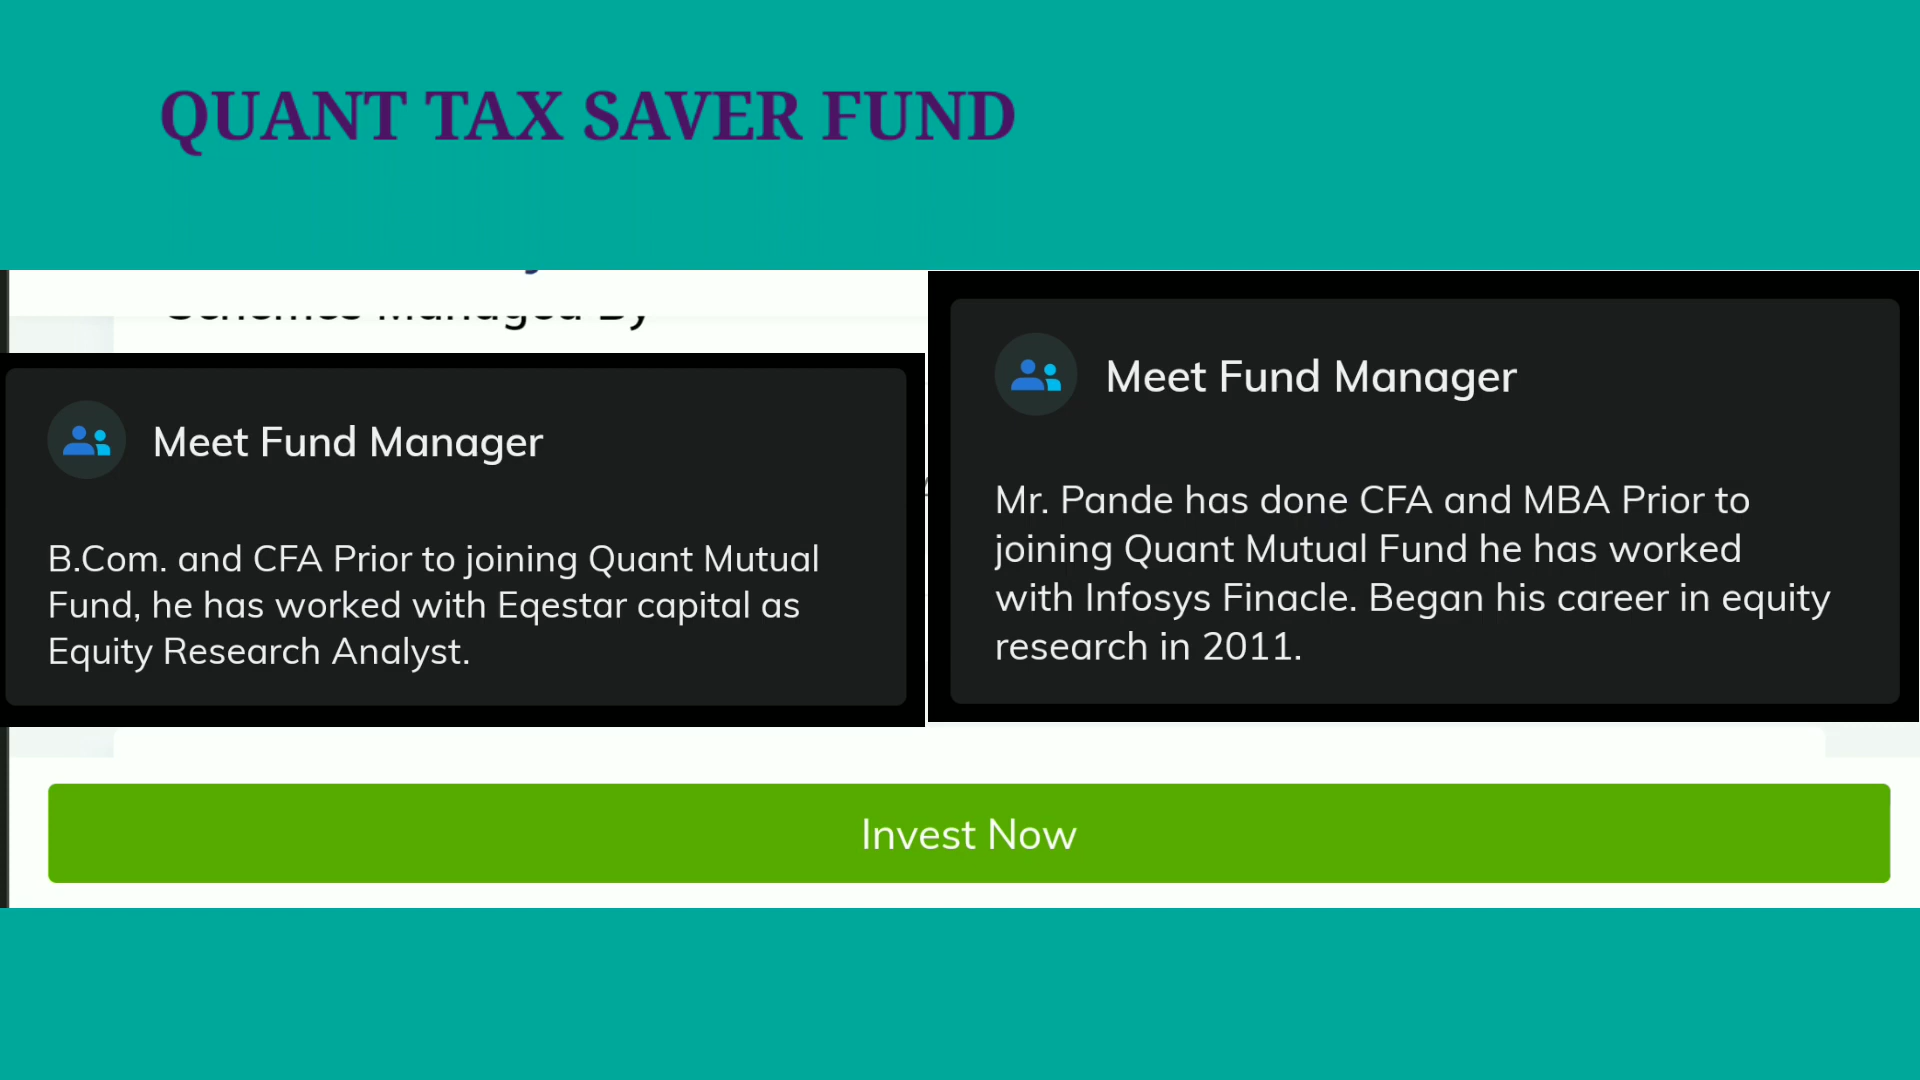 QUANT TAX SAVER FUND
Schemes Managed By
Meet Fund Manager
B.Com. and CFA Prior to joining Quant Mutual
Fund, he has worked with Eqestar capital as
Equity Research Analyst.
Meet Fund Manager
Mr. Pande has done CFA and MBA Prior to
joining Quant Mutual Fund he has worked
with Infosys Finacle. Began his career in equity
research in 2011.
Invest Now